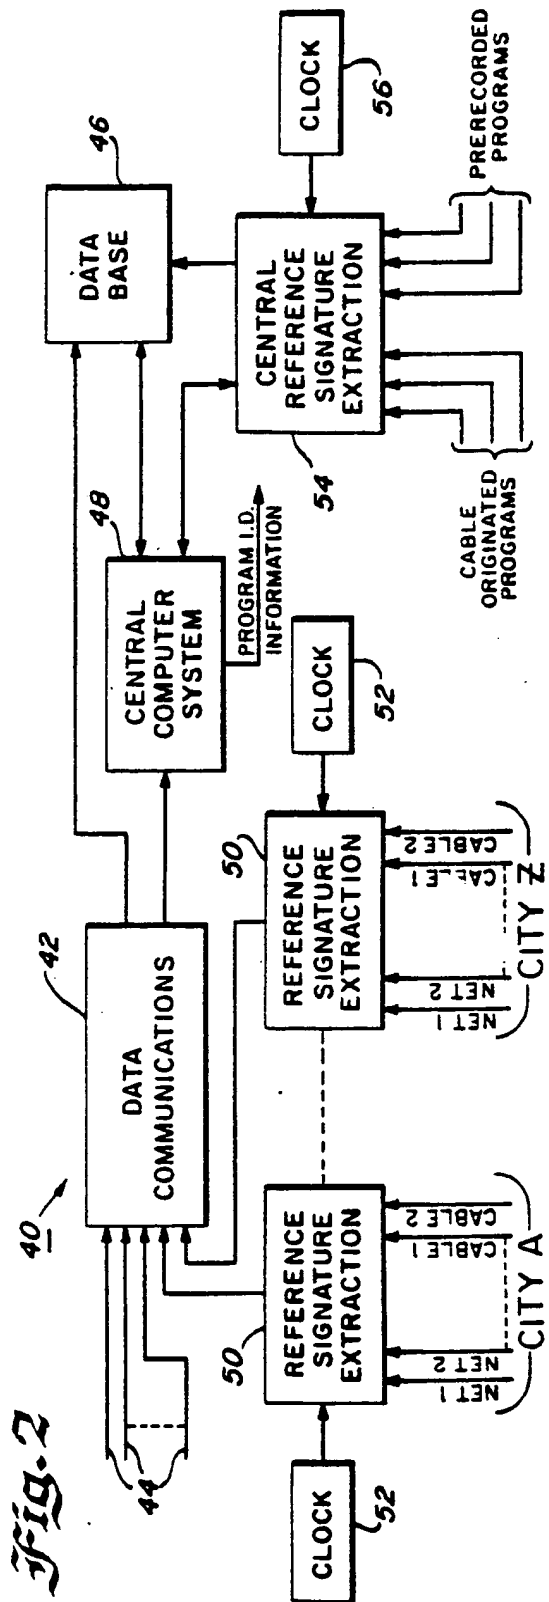 Fig. 2
40
42
DATA
COMMUNICATIONS
44
46
DATA
BASE
48
CENTRAL
COMPUTER
SYSTEM
PROGRAM I.D.
INFORMATION
50
REFERENCE
SIGNATURE
EXTRACTION
CLOCK
52
NET 1
NET 2
CABLE 1
CABLE 2
CITY A
50
REFERENCE
SIGNATURE
EXTRACTION
CLOCK
52
NET 1
NET 2
CABLE 1
CABLE 2
CITY Z
54
CENTRAL
REFERENCE
SIGNATURE
EXTRACTION
CLOCK
56
CABLE
ORIGINATED
PROGRAMS
PRERECORDED
PROGRAMS